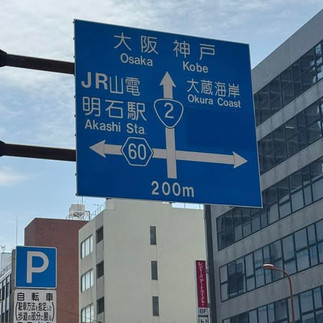 大阪 神戸
Osaka Kobe
JR山電
明石駅
Akashi Sta.
大蔵海岸
Okura Coast
2
60
200m
P
自転車